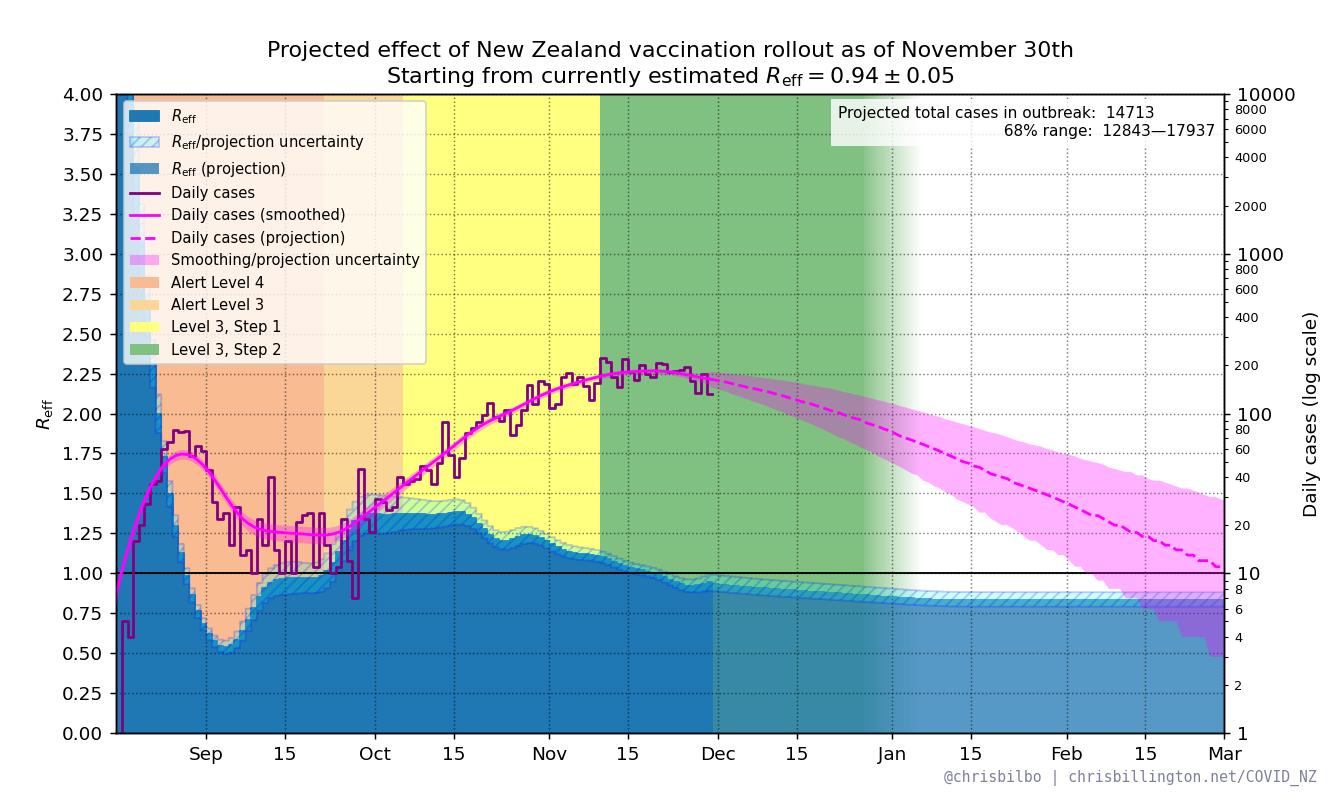 Projected effect of New Zealand vaccination rollout as of November 30th
Starting from currently estimated R_eff = 0.94 ± 0.05
Projected total cases in outbreak: 14713
68% range: 12843—17937
R_eff
R_eff/projection uncertainty
R_eff (projection)
Daily cases
Daily cases (smoothed)
Daily cases (projection)
Smoothing/projection uncertainty
Alert Level 4
Alert Level 3
Level 3, Step 1
Level 3, Step 2
R_eff
4.00
3.75
3.50
3.25
3.00
2.75
2.50
2.25
2.00
1.75
1.50
1.25
1.00
0.75
0.50
0.25
0.00
10000
8000
6000
4000
2000
1000
800
600
400
200
100
80
60
40
20
10
8
6
4
2
1
Daily cases (log scale)
Sep 15 Oct 15 Nov 15 Dec 15 Jan 15 Feb 15 Mar
@chrisbilbo | chrisbillington.net/COVID_NZ